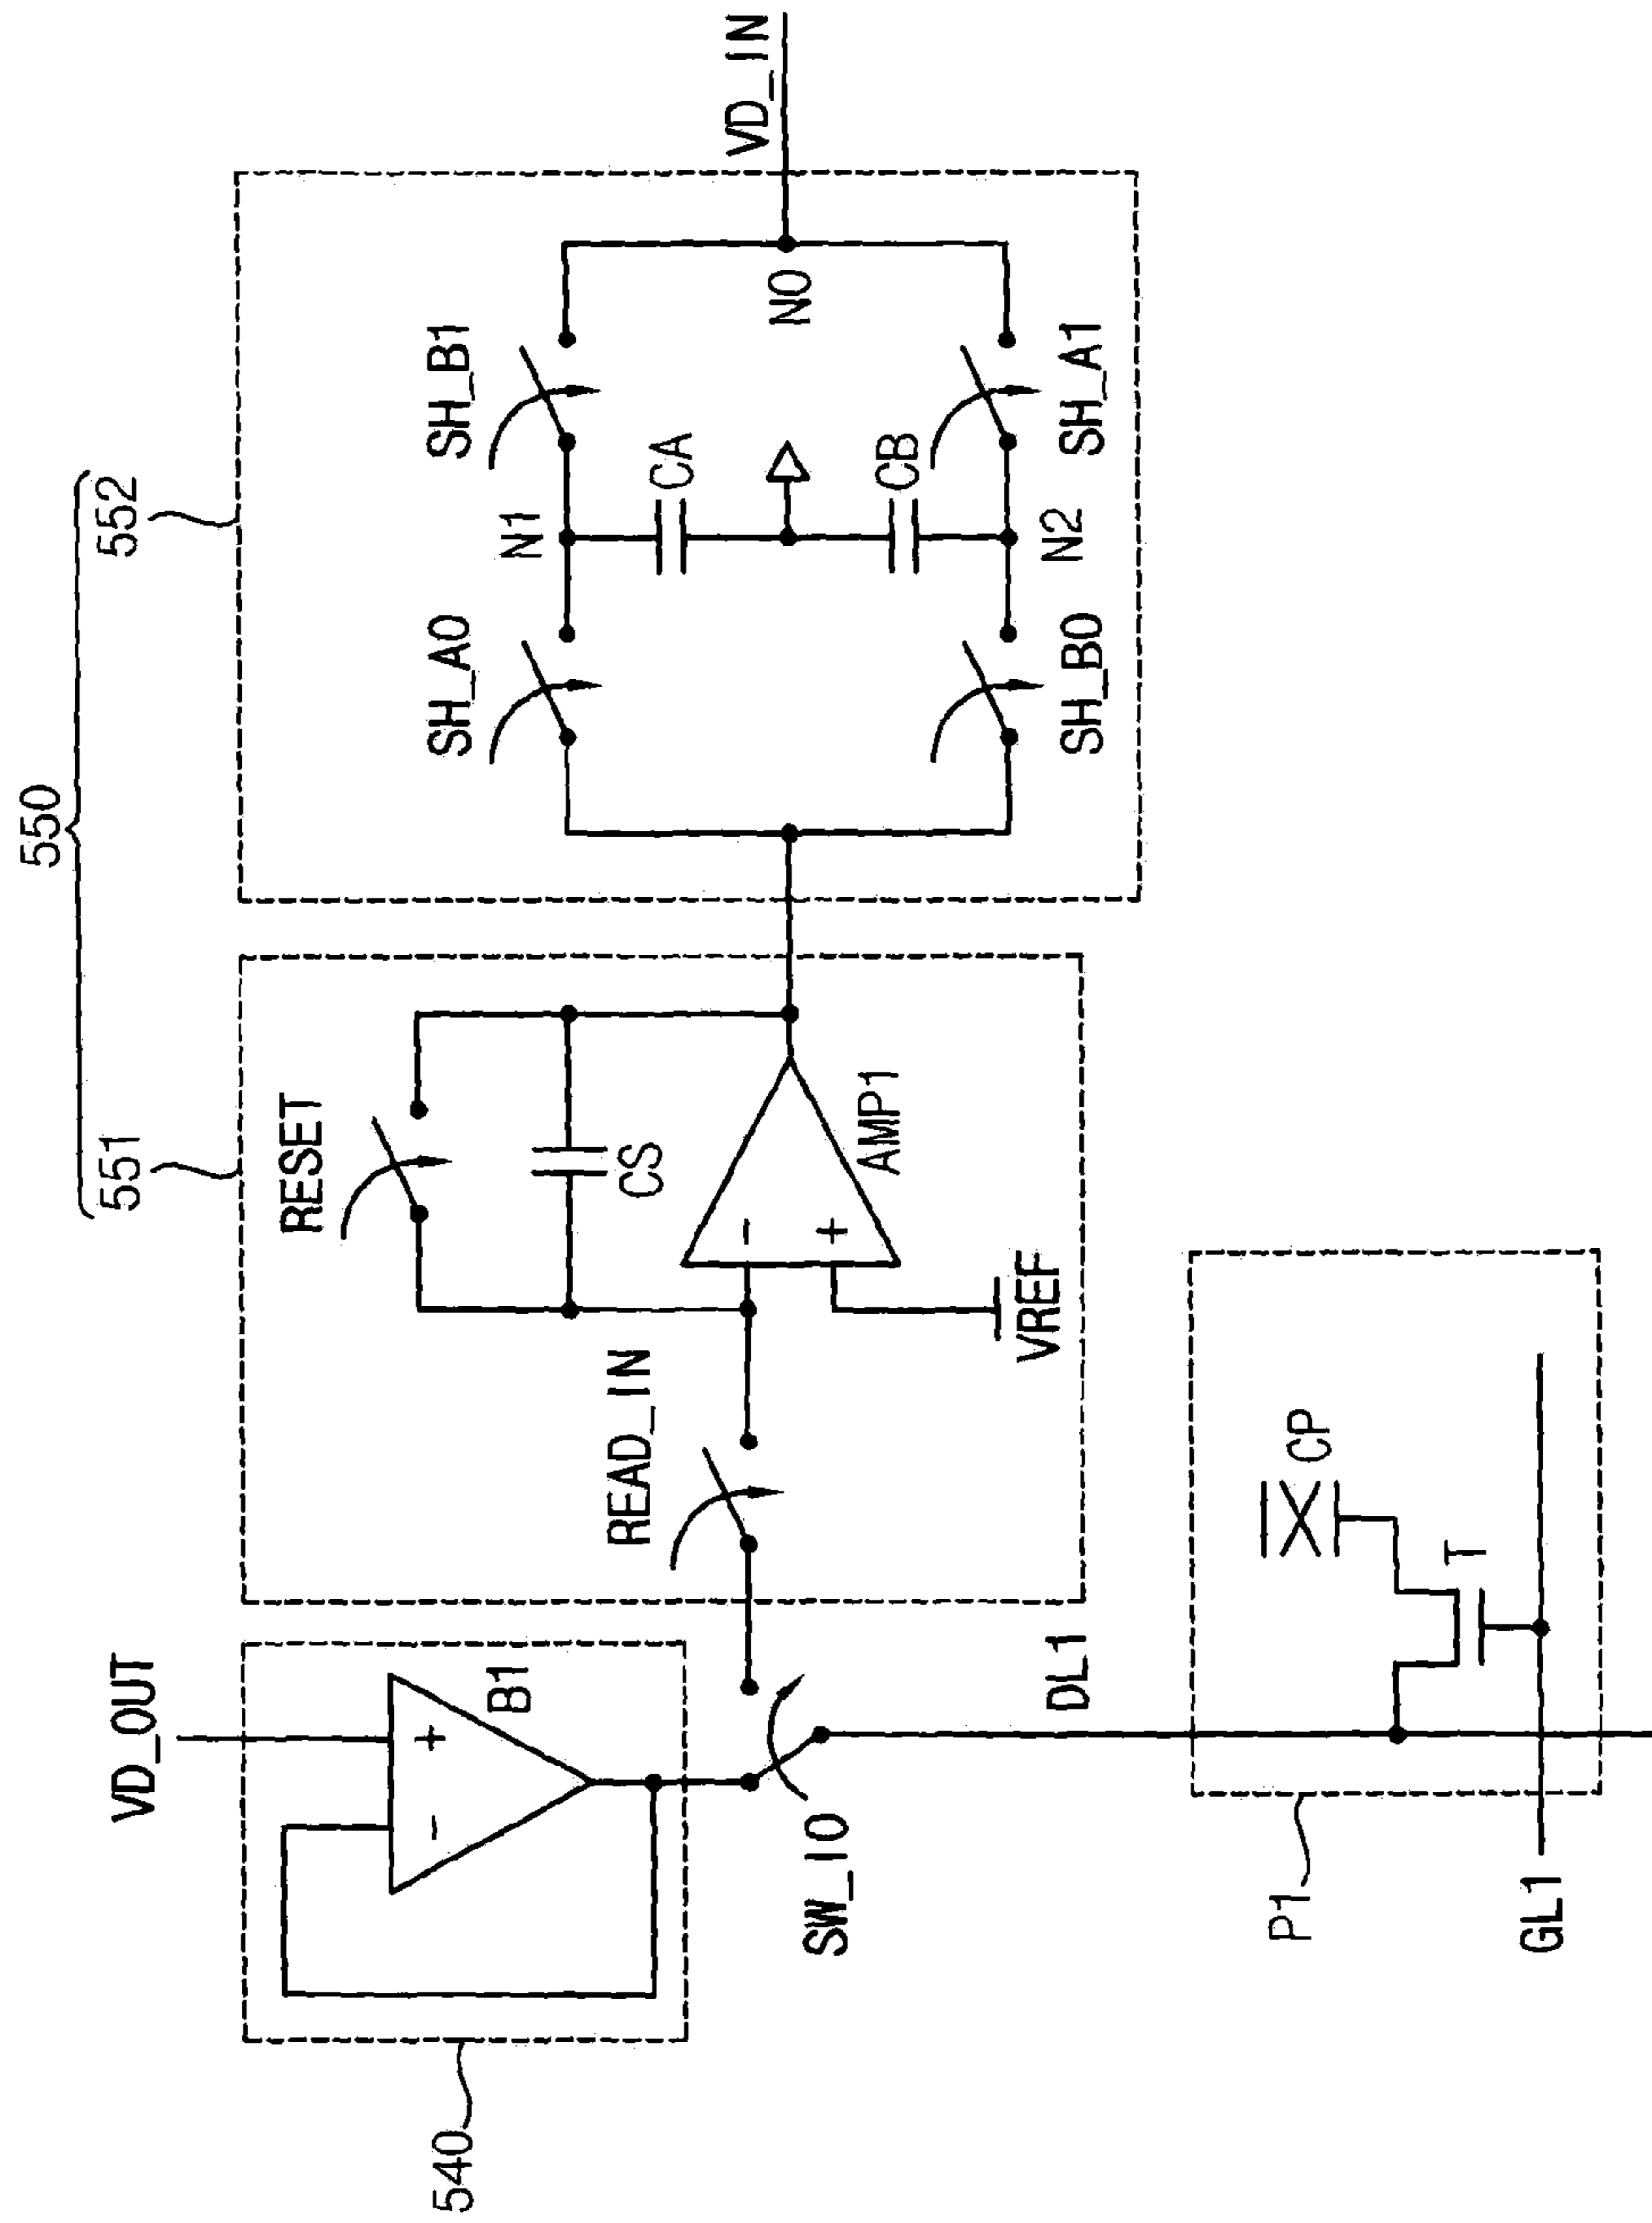 550
551
552
VD_OUT
540
B1
-
+
SW_IO
DL1
P1
GL1
T
CP
RESET
READ_IN
CS
-
+
AMP1
VREF
SH_A0
SH_B1
N1
CA
CB
N2
SH_B0
SH_A1
N0
VD_IN